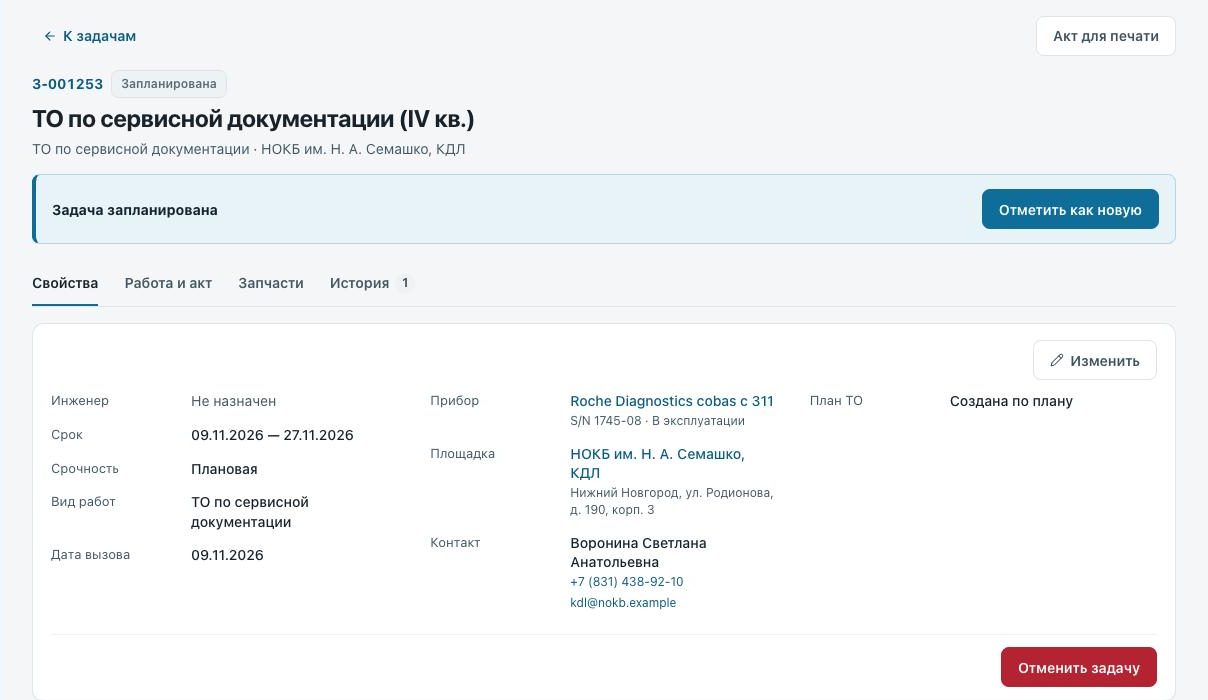 ← К задачам
Акт для печати
З-001253
Запланирована
ТО по сервисной документации (IV кв.)
ТО по сервисной документации · НОКБ им. Н. А. Семашко, КДЛ
Задача запланирована
Отметить как новую
Свойства
Работа и акт
Запчасти
История 1
Изменить
Инженер
Не назначен
Срок
09.11.2026 — 27.11.2026
Срочность
Плановая
Вид работ
ТО по сервисной
документации
Дата вызова
09.11.2026
Прибор
Roche Diagnostics cobas c 311
S/N 1745-08 · В эксплуатации
Площадка
НОКБ им. Н. А. Семашко,
КДЛ
Нижний Новгород, ул. Родионова,
д. 190, корп. 3
Контакт
Воронина Светлана
Анатольевна
+7 (831) 438-92-10
kdl@nokb.example
План ТО
Создана по плану
Отменить задачу